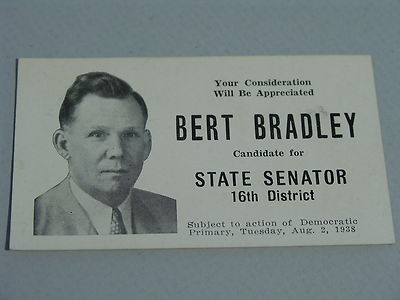 Your Consideration
Will Be Appreciated
BERT BRADLEY
Candidate for
STATE SENATOR
16th District
Subject to action of Democratic
Primary, Tuesday, Aug. 2, 1938